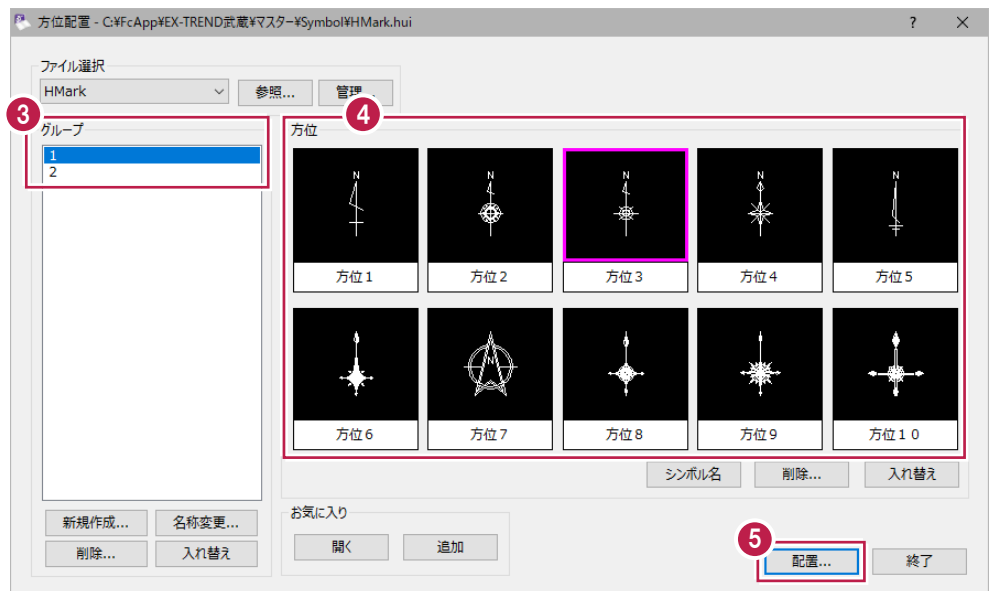 方位配置 - C:¥FcApp¥EX-TREND武蔵¥マスター¥Symbol¥HMark.hui ? ×
ファイル選択
HMark 参照... 管理...
3 4
グループ 方位
1
2
N N N N N
方位1 方位2 方位3 方位4 方位5
N
方位6 方位7 方位8 方位9 方位10
シンボル名 削除... 入れ替え
新規作成... 名称変更... お気に入り
削除... 入れ替え 開く 追加
5
配置... 終了